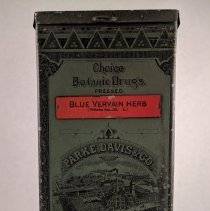 Choice
Botanic Drugs.
PRESSED
BLUE VERVAIN HERB
PARKE, DAVIS & CO.